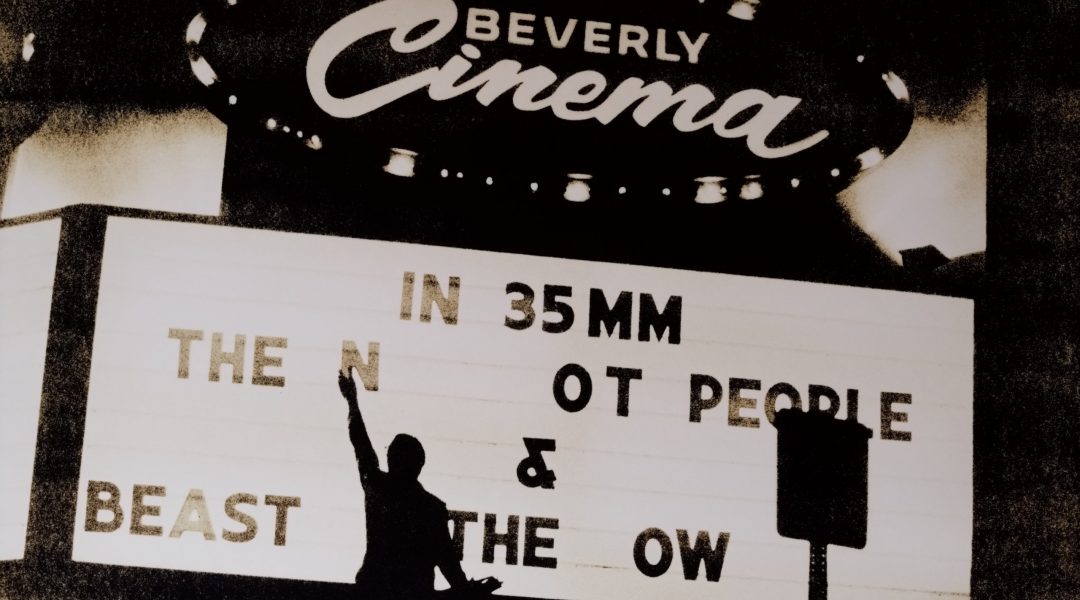 BEVERLY
Cinema
IN 35MM
THE N OT PEOPLE
&
BEAST THE OW